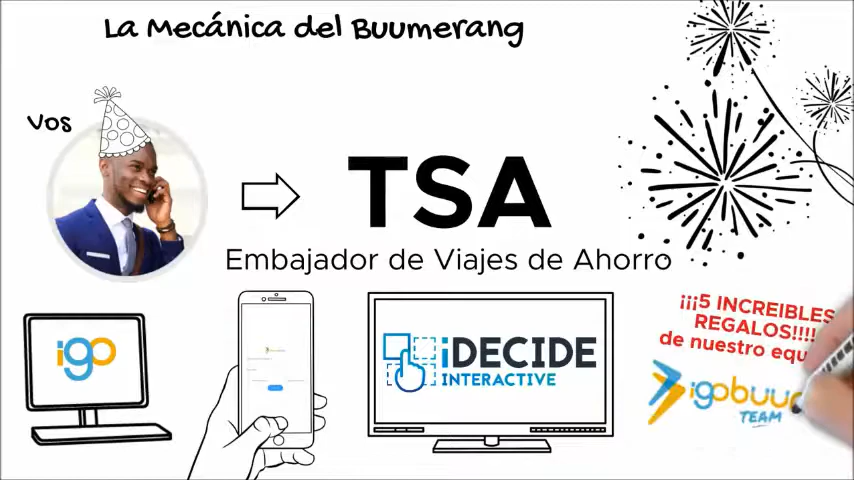 La Mecánica del Buumerang
Vos
TSA
Embajador de Viajes de Ahorro
igo
iDECIDE
INTERACTIVE
¡¡¡5 INCREIBLES
REGALOS!!!!
de nuestro equ
igobuu
TEAM